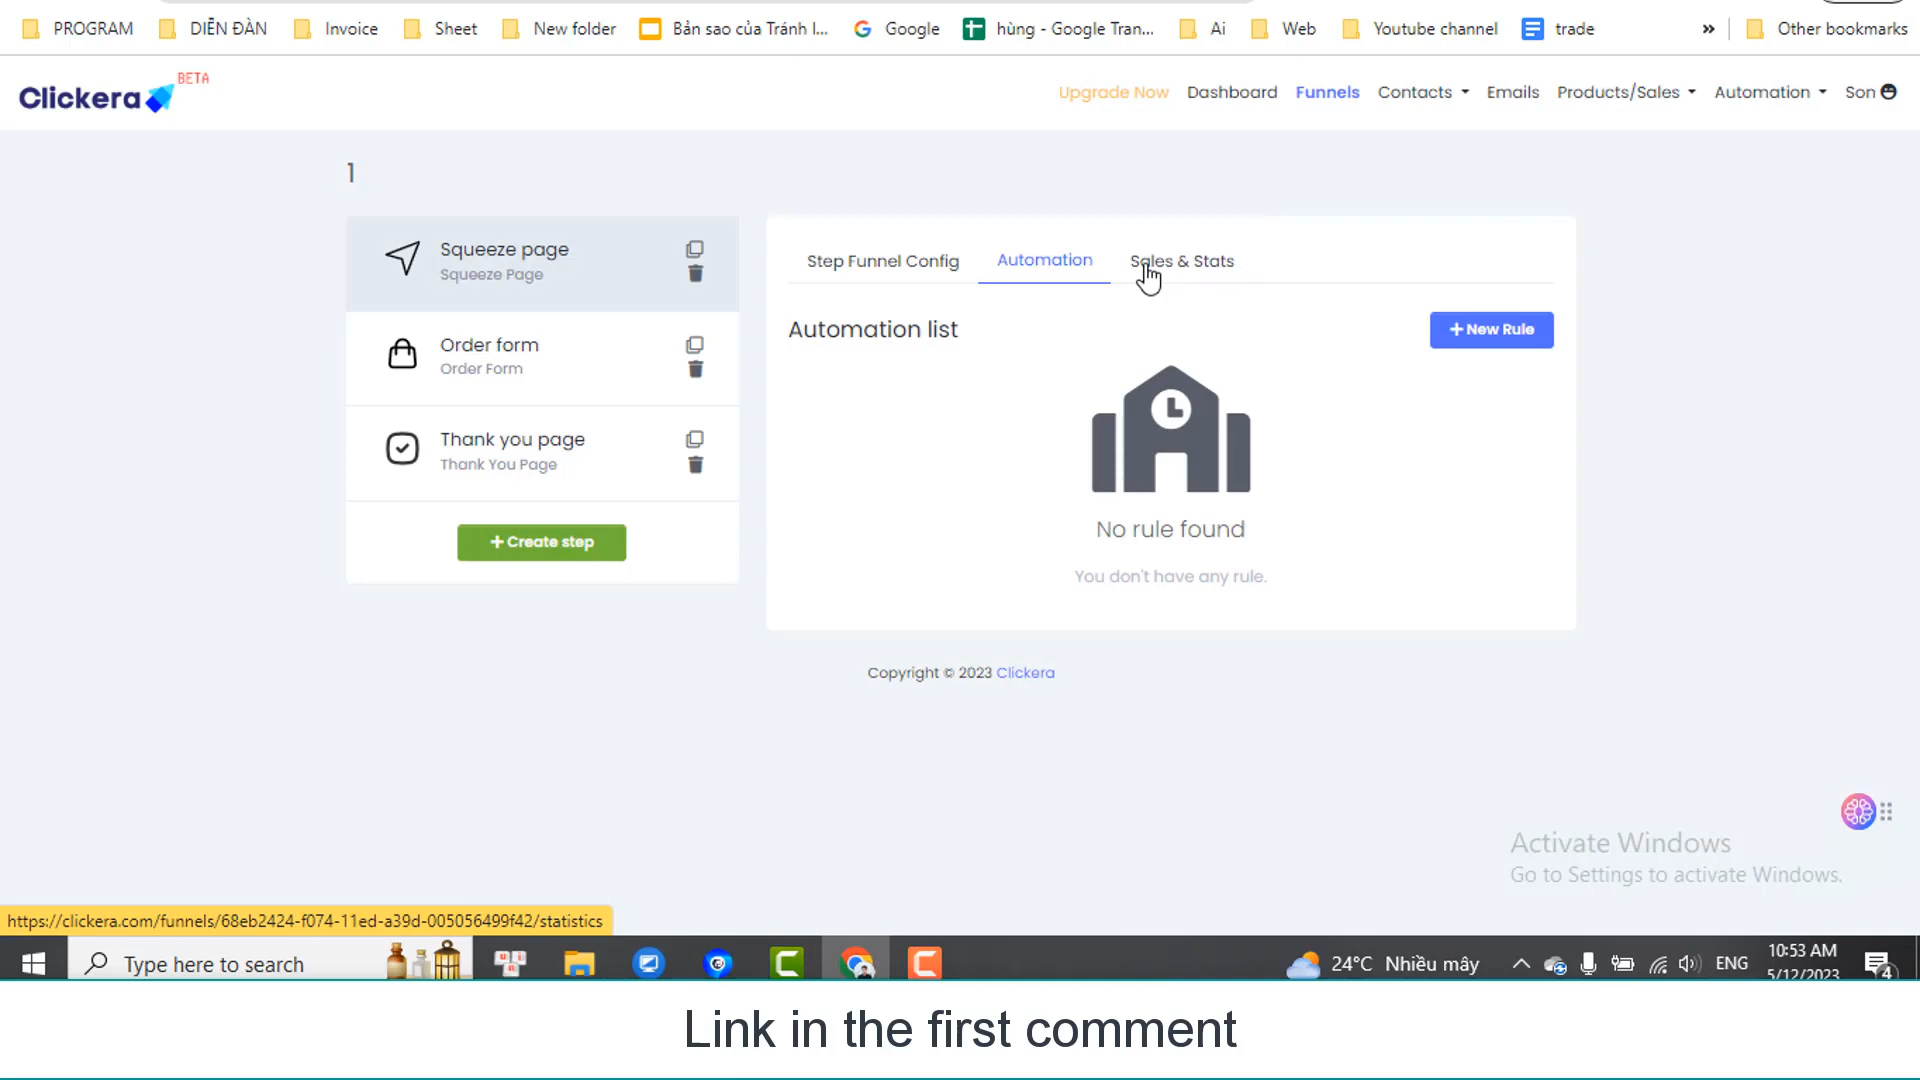 PROGRAM DIỄN ĐÀN Invoice Sheet New folder Bản sao của Tránh l... Google hùng - Google Tran... Ai Web Youtube channel trade » Other bookmarks
Clickera BETA
Upgrade Now Dashboard Funnels Contacts Emails Products/Sales Automation Son
1
Squeeze page
Squeeze Page
Order form
Order Form
Thank you page
Thank You Page
+ Create step
Step Funnel Config Automation Sales & Stats
Automation list
+ New Rule
No rule found
You don't have any rule.
Copyright © 2023 Clickera
Activate Windows
Go to Settings to activate Windows.
https://clickera.com/funnels/68eb2424-f074-11ed-a39d-005056499f42/statistics
Type here to search
24°C Nhiều mây
ENG
10:53 AM
5/12/2023
4
Link in the first comment